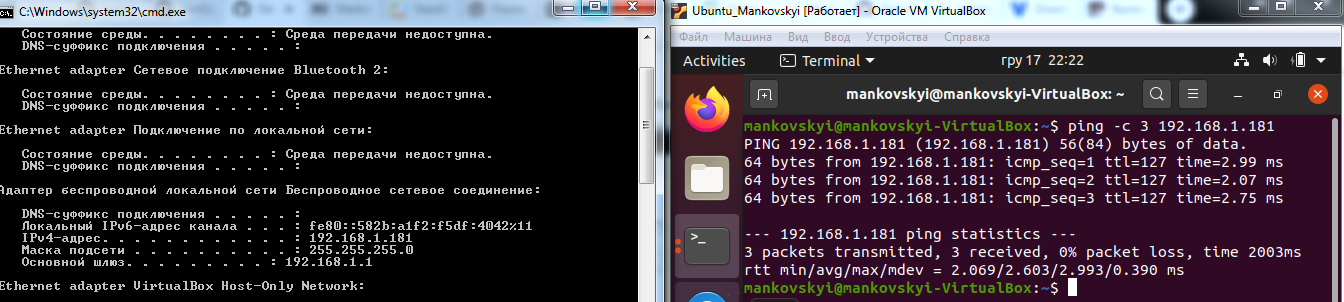 C:\Windows\system32\cmd.exe
Состояние среды. . . . . . . . : Среда передачи недоступна.
DNS-суффикс подключения . . . . . :
Ethernet adapter Сетевое подключение Bluetooth 2:
Состояние среды. . . . . . . . : Среда передачи недоступна.
DNS-суффикс подключения . . . . . :
Ethernet adapter Подключение по локальной сети:
Состояние среды. . . . . . . . : Среда передачи недоступна.
DNS-суффикс подключения . . . . . :
Адаптер беспроводной локальной сети Беспроводное сетевое соединение:
DNS-суффикс подключения . . . . . :
Локальный IPv6-адрес канала . . . : fe80::582b:a1f2:f5df:4042%11
IPv4-адрес. . . . . . . . . . . . : 192.168.1.181
Маска подсети . . . . . . . . . . : 255.255.255.0
Основной шлюз. . . . . . . . . : 192.168.1.1
Ethernet adapter VirtualBox Host-Only Network:
Ubuntu_Mankovskyi [Работает] - Oracle VM VirtualBox
Файл Машина Вид Ввод Устройства Справка
Activities Terminal гру 17 22:22
mankovskyi@mankovskyi-VirtualBox: ~
mankovskyi@mankovskyi-VirtualBox:~$ ping -c 3 192.168.1.181
PING 192.168.1.181 (192.168.1.181) 56(84) bytes of data.
64 bytes from 192.168.1.181: icmp_seq=1 ttl=127 time=2.99 ms
64 bytes from 192.168.1.181: icmp_seq=2 ttl=127 time=2.07 ms
64 bytes from 192.168.1.181: icmp_seq=3 ttl=127 time=2.75 ms
--- 192.168.1.181 ping statistics ---
3 packets transmitted, 3 received, 0% packet loss, time 2003ms
rtt min/avg/max/mdev = 2.069/2.603/2.993/0.390 ms
mankovskyi@mankovskyi-VirtualBox:~$